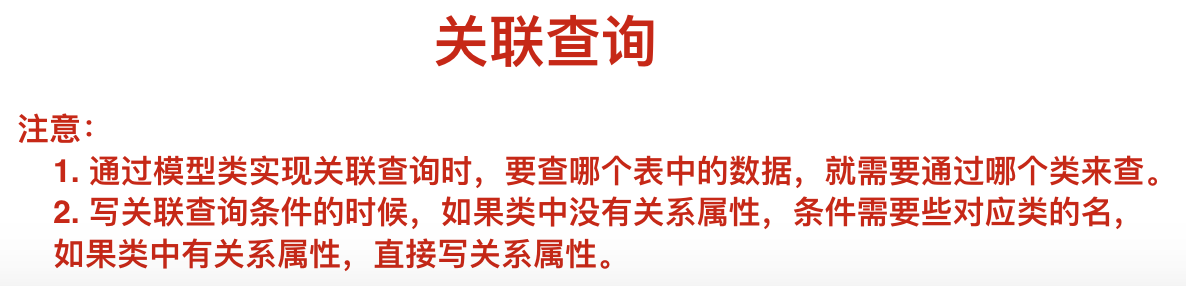 关联查询
注意：
1. 通过模型类实现关联查询时，要查哪个表中的数据，就需要通过哪个类来查。
2. 写关联查询条件的时候，如果类中没有关系属性，条件需要些对应类的名，
如果类中有关系属性，直接写关系属性。